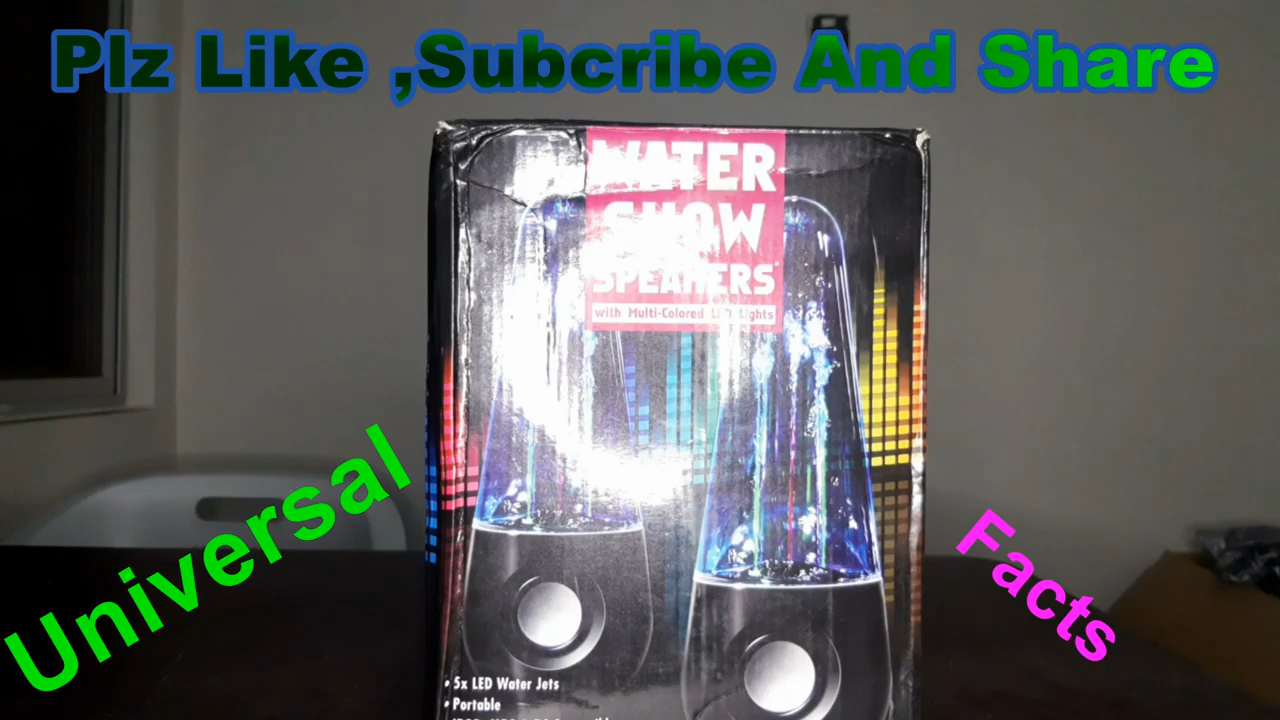 Plz Like ,Subcribe And Share
WATER
SHOW
SPEAKERS
with Multi-Colored LED Lights
Universal
Facts
• 5x LED Water Jets
• Portable